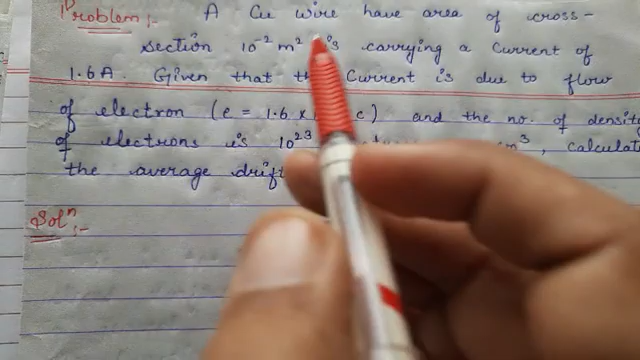 Problem:-
A Cu wire have area of cross-
section 10⁻² m² is carrying a current of
1.6A. Given that the Current is due to flow
of electron (e = 1.6 × c) and the no. of densit
of electrons is 10²³ m³, calculat
the average drift
Solⁿ:-